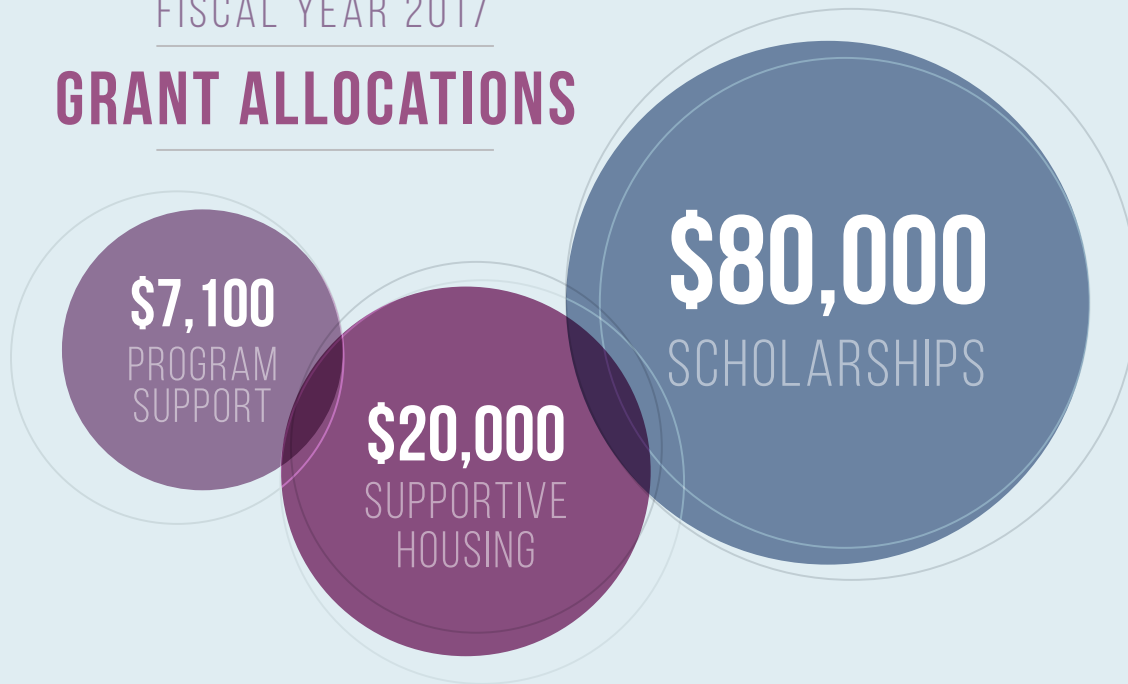 FISCAL YEAR 2017
GRANT ALLOCATIONS
$7,100
PROGRAM
SUPPORT
$20,000
SUPPORTIVE
HOUSING
$80,000
SCHOLARSHIPS